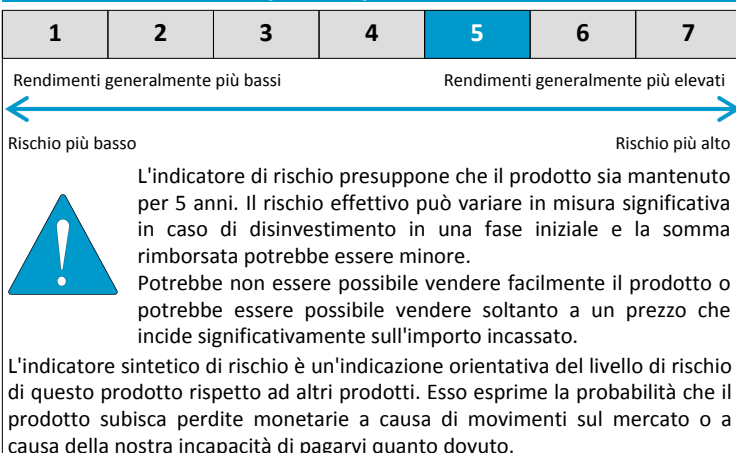 1 2 3 4 5 6 7
Rendimenti generalmente più bassi Rendimenti generalmente più elevati
Rischio più basso Rischio più alto
L'indicatore di rischio presuppone che il prodotto sia mantenuto
per 5 anni. Il rischio effettivo può variare in misura significativa
in caso di disinvestimento in una fase iniziale e la somma
rimborsata potrebbe essere minore.
Potrebbe non essere possibile vendere facilmente il prodotto o
potrebbe essere possibile vendere soltanto a un prezzo che
incide significativamente sull'importo incassato.
L'indicatore sintetico di rischio è un'indicazione orientativa del livello di rischio
di questo prodotto rispetto ad altri prodotti. Esso esprime la probabilità che il
prodotto subisca perdite monetarie a causa di movimenti sul mercato o a
causa della nostra incapacità di pagarvi quanto dovuto.